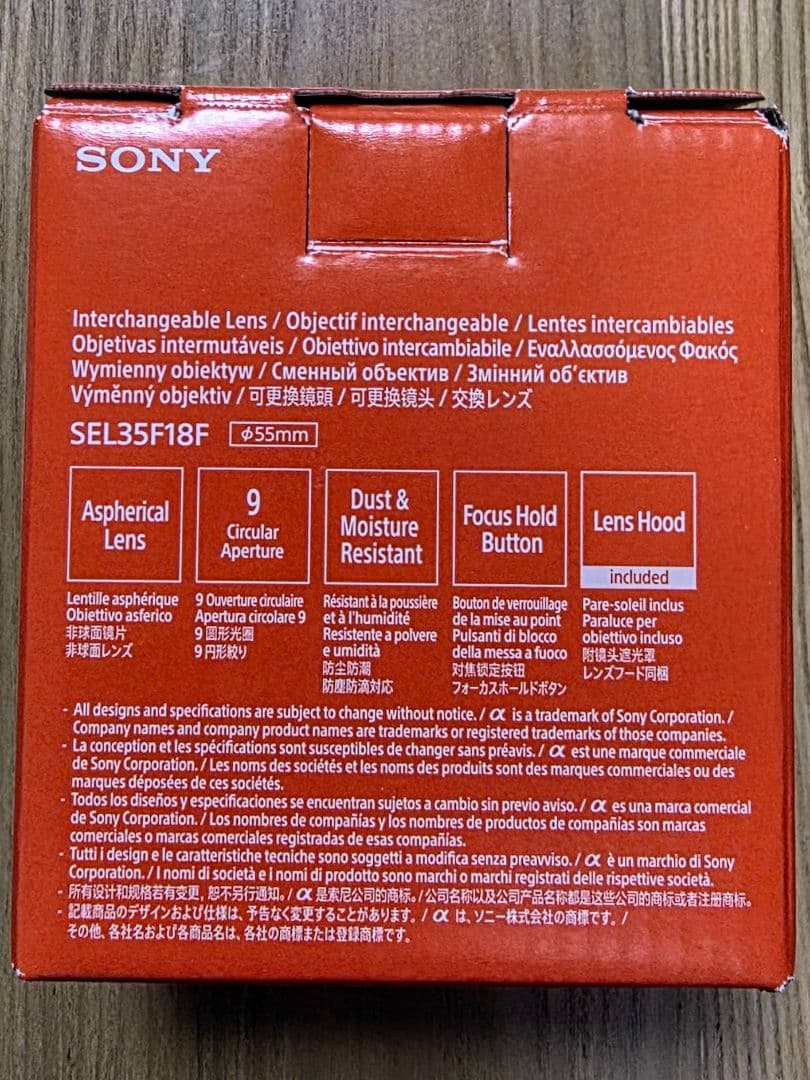 SONY
Interchangeable Lens / Objectif interchangeable / Lentes intercambiables
Objetivas intermutáveis / Obiettivo intercambiabile / Εναλλασσόμενος Φακός
Wymienny obiektyw / Сменный объектив / Змінний об'єктив
Výměnný objektiv / 可更換鏡頭 / 可更换镜头 / 交換レンズ
SEL35F18F ϕ55mm
Aspherical
Lens
9
Circular
Aperture
Dust &
Moisture
Resistant
Focus Hold
Button
Lens Hood
included
Lentille asphérique
Obiettivo asferico
非球面镜片
非球面レンズ
9 Ouverture circulaire
Apertura circolare 9
9 圆形光圈
9 円形絞り
Résistant à la poussière
et à l'humidité
Resistente a polvere
e umidità
防尘防潮
防塵防滴対応
Bouton de verrouillage
de la mise au point
Pulsanti di blocco
della messa a fuoco
对焦锁定按钮
フォーカスホールドボタン
Pare-soleil inclus
Paraluce per
obiettivo incluso
附镜头遮光罩
レンズフード同梱
- All designs and specifications are subject to change without notice. / α is a trademark of Sony Corporation. /
Company names and company product names are trademarks or registered trademarks of those companies.
- La conception et les spécifications sont susceptibles de changer sans préavis. / α est une marque commerciale
de Sony Corporation. / Les noms des sociétés et les noms des produits sont des marques commerciales ou des
marques déposées de ces sociétés.
- Todos los diseños y especificaciones se encuentran sujetos a cambio sin previo aviso. / α es una marca comercial
de Sony Corporation. / Los nombres de compañías y los nombres de productos de compañías son marcas
comerciales o marcas comerciales registradas de esas compañías.
- Tutti i design e le caratteristiche tecniche sono soggetti a modifica senza preavviso. / α è un marchio di Sony
Corporation. / I nomi di società e i nomi di prodotto sono marchi o marchi registrati delle rispettive società.
- 所有设计和规格若有变更, 恕不另行通知。/ α 是索尼公司的商标。/ 公司名称以及公司产品名称都是这些公司的商标或者注册商标。
- 記載商品のデザインおよび仕様は、予告なく変更することがあります。/ α は、ソニー株式会社の商標です。/
その他、各社名および各商品名は、各社の商標または登録商標です。